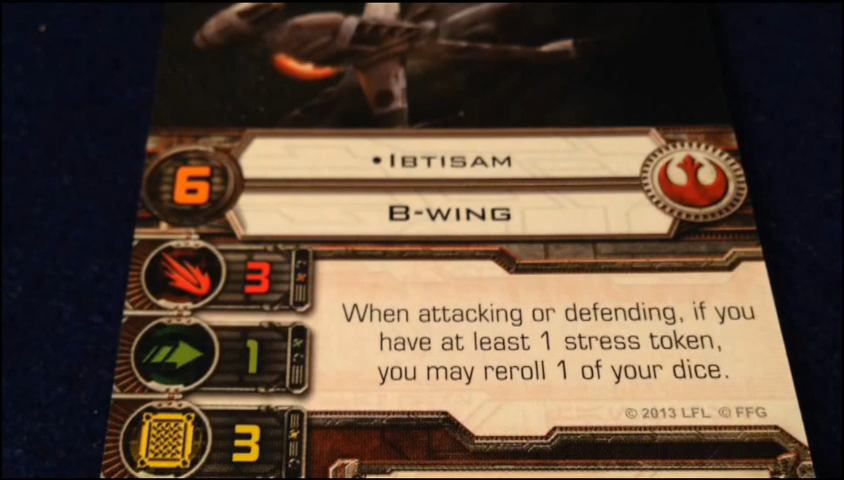 •Ibtisam
6
B-wing
3
When attacking or defending, if you
have at least 1 stress token,
you may reroll 1 of your dice.
1
3
© 2013 LFL © FFG